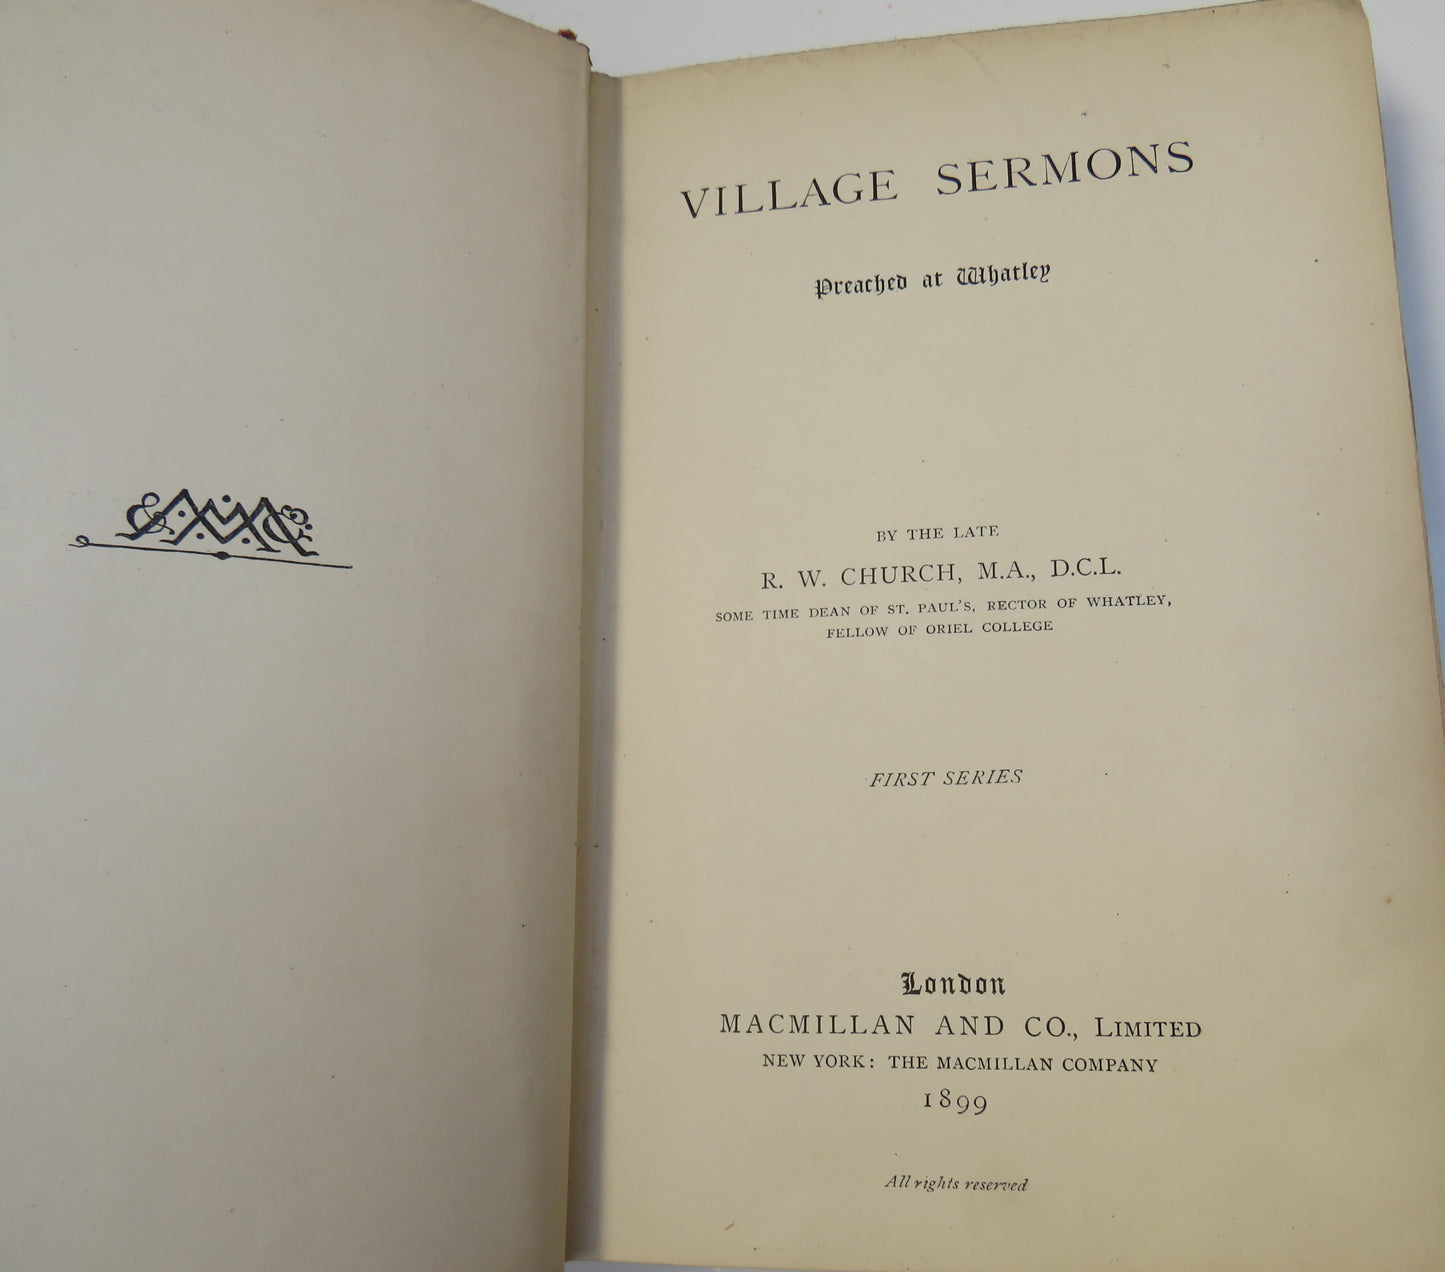 VILLAGE SERMONS
Preached at Whatley
BY THE LATE
R. W. CHURCH, M.A., D.C.L.
SOME TIME DEAN OF ST. PAUL'S, RECTOR OF WHATLEY,
FELLOW OF ORIEL COLLEGE
FIRST SERIES
London
MACMILLAN AND CO., LIMITED
NEW YORK: THE MACMILLAN COMPANY
1899
All rights reserved